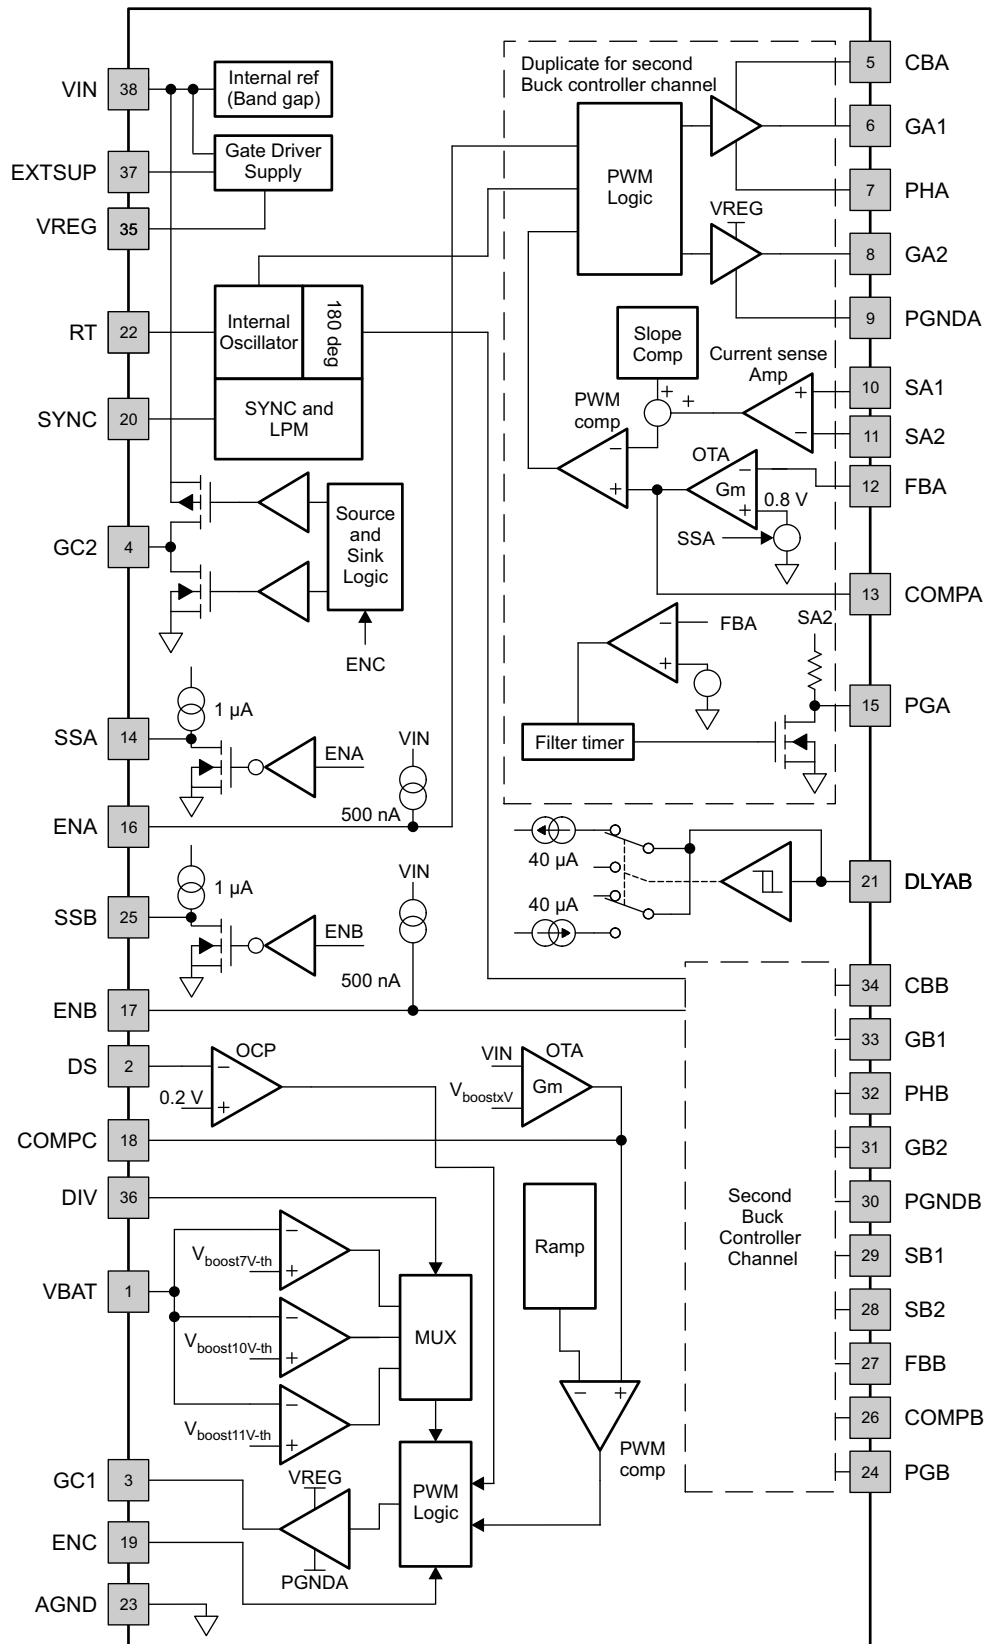 VIN
38
Internal ref
(Band gap)
EXTSUP
37
Gate Driver
Supply
VREG
35
RT
22
Internal
Oscillator
180 deg
SYNC
20
SYNC and
LPM
GC2
4
Source
and
Sink
Logic
ENC
SSA
14
1 µA
ENA
VIN
500 nA
ENA
16
SSB
25
1 µA
ENB
VIN
500 nA
ENB
17
DS
2
OCP
−
+
0.2 V
VIN
OTA
VboostxV
Gm
COMPC
18
DIV
36
VBAT
1
Vboost7V-th
−
+
Vboost10V-th
−
+
Vboost11V-th
−
+
MUX
Ramp
−
+
PWM
comp
GC1
3
VREG
PGNDA
PWM
Logic
ENC
19
AGND
23
Duplicate for second
Buck controller channel
PWM
Logic
VREG
Slope
Comp
+
+
Current sense
Amp
+
−
PWM
comp
−
+
OTA
Gm
−
+
0.8 V
SSA
FBA
−
+
SA2
Filter timer
5
CBA
6
GA1
7
PHA
8
GA2
9
PGNDA
10
SA1
11
SA2
12
FBA
13
COMPA
15
PGA
40 µA
40 µA
21
DLYAB
Second
Buck
Controller
Channel
34
CBB
33
GB1
32
PHB
31
GB2
30
PGNDB
29
SB1
28
SB2
27
FBB
26
COMPB
24
PGB